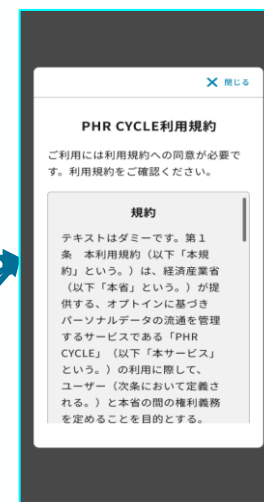 閉じる
PHR CYCLE利用規約
ご利用には利用規約への同意が必要で
す。利用規約をご確認ください。
規約
テキストはダミーです。第１
条　本利用規約（以下「本規
約」という。）は、経済産業省
（以下「本省」という。）が提
供する、オプトインに基づき
パーソナルデータの流通を管理
するサービスである「PHR
CYCLE」（以下「本サービス」
という。）の利用に際して、
ユーザー（次条において定義さ
れる。）と本省の間の権利義務
を定めることを目的とする。